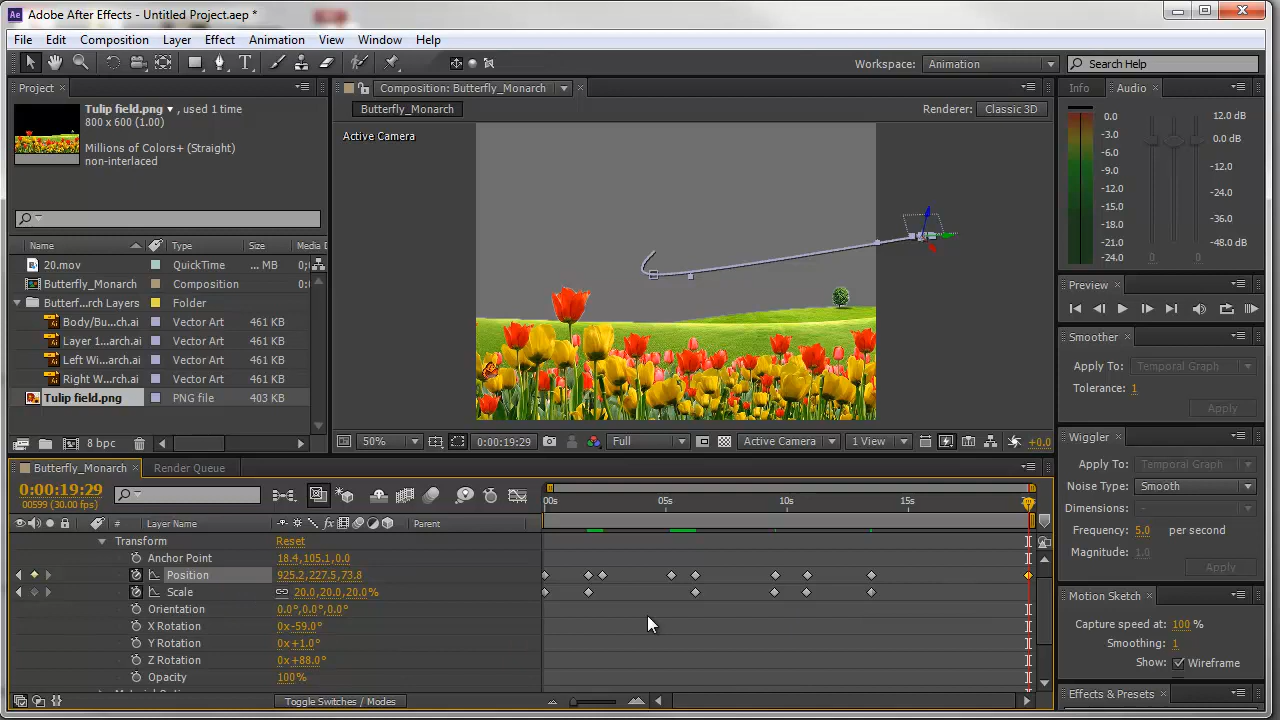 Ae Adobe After Effects - Untitled Project.aep *
File Edit Composition Layer Effect Animation View Window Help
Workspace: Animation Search Help
Project
Tulip field.png , used 1 time
800 x 600 (1.00)
Millions of Colors+ (Straight)
non-interlaced
Name Type Size Media D
20.mov QuickTime ... MB 0;
Butterfly_Monarch Composition 0;
Butterf...rch Layers Folder
Body/Bu...ch.ai Vector Art 461 KB
Layer 1...arch.ai Vector Art 461 KB
Left Wi...arch.ai Vector Art 461 KB
Right W...rch.ai Vector Art 461 KB
Tulip field.png PNG file 403 KB
8 bpc
Composition: Butterfly_Monarch
Butterfly_Monarch
Renderer: Classic 3D
Active Camera
50% 0:00:19:29 Full Active Camera 1 View +0.0
Info Audio
0.0 12.0 dB
-3.0 0.0 dB
-6.0
-9.0 -12.0
-12.0
-15.0 -24.0
-18.0
-21.0 -36.0
-24.0 -48.0 dB
0 0
Preview
Smoother
Apply To: Temporal Graph
Tolerance: 1
Apply
Wiggler
Apply To: Temporal Graph
Noise Type: Smooth
Dimensions: -
Frequency: 5.0 per second
Magnitude: 1.0
Apply
Motion Sketch
Capture speed at: 100 %
Smoothing: 1
Show: Wireframe
Effects & Presets
Butterfly_Monarch Render Queue
0:00:19:29
00599 (30.00 fps)
00s 05s 10s 15s
# Layer Name Parent
Transform Reset
Anchor Point 18.4,105.1,0.0
Position 925.2,227.5,73.8
Scale 20.0,20.0,20.0%
Orientation 0.0°,0.0°,0.0°
X Rotation 0x-59.0°
Y Rotation 0x+1.0°
Z Rotation 0x+88.0°
Opacity 100%
Toggle Switches / Modes